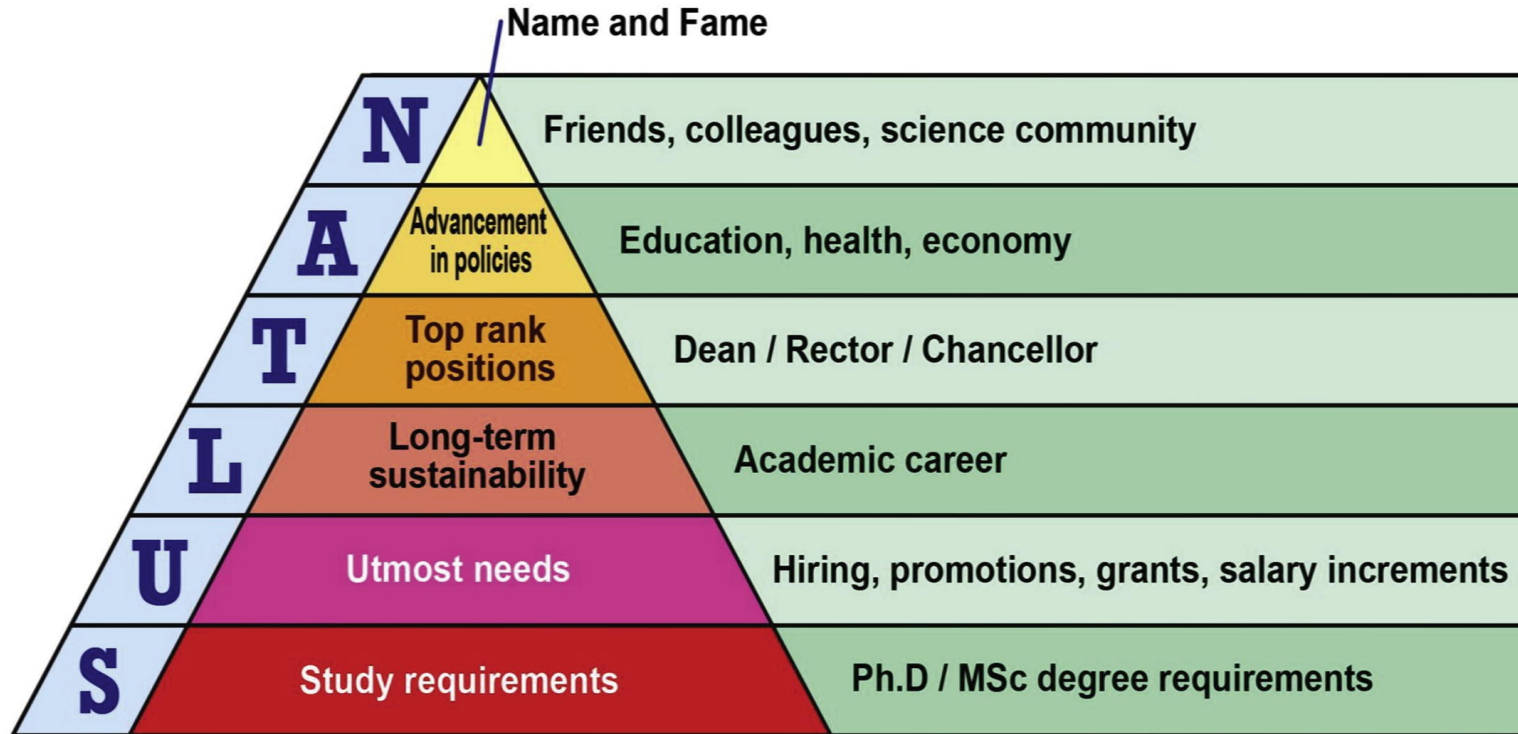 Name and Fame
N
Friends, colleagues, science community
A
Advancement
in policies
Education, health, economy
T
Top rank
positions
Dean / Rector / Chancellor
L
Long-term
sustainability
Academic career
U
Utmost needs
Hiring, promotions, grants, salary increments
S
Study requirements
Ph.D / MSc degree requirements